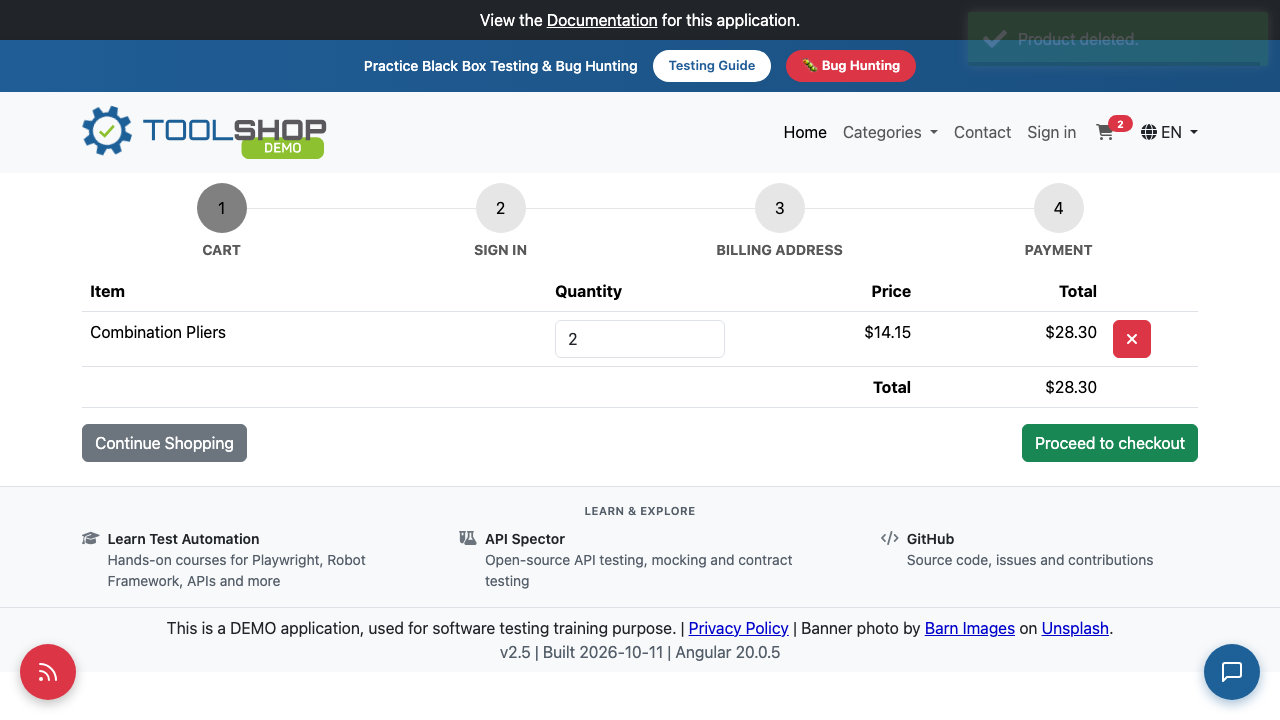 View the Documentation for this application.
Product deleted.
Practice Black Box Testing & Bug Hunting
Testing Guide
Bug Hunting
TOOLSHOP
DEMO
Home
Categories
Contact
Sign in
2
EN
1
2
3
4
CART
SIGN IN
BILLING ADDRESS
PAYMENT
Item Quantity Price Total
Combination Pliers 2 $14.15 $28.30
Total $28.30
Continue Shopping
Proceed to checkout
LEARN & EXPLORE
Learn Test Automation
Hands-on courses for Playwright, Robot
Framework, APIs and more
API Spector
Open-source API testing, mocking and contract
testing
GitHub
Source code, issues and contributions
This is a DEMO application, used for software testing training purpose. | Privacy Policy | Banner photo by Barn Images on Unsplash.
v2.5 | Built 2026-10-11 | Angular 20.0.5